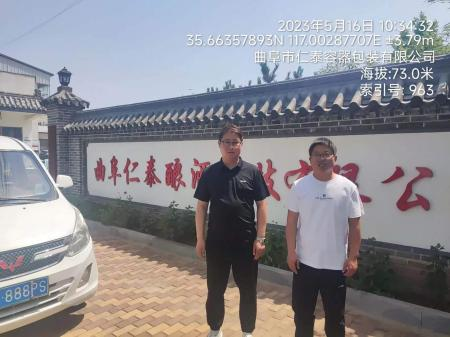 2023年5月16日 10:34:32
35.66357893N 117.00287707E ±3.79m
曲阜市仁泰容器包装有限公司
海拔:73.0米
索引号: 963
曲阜仁泰酿酒
公
888PS